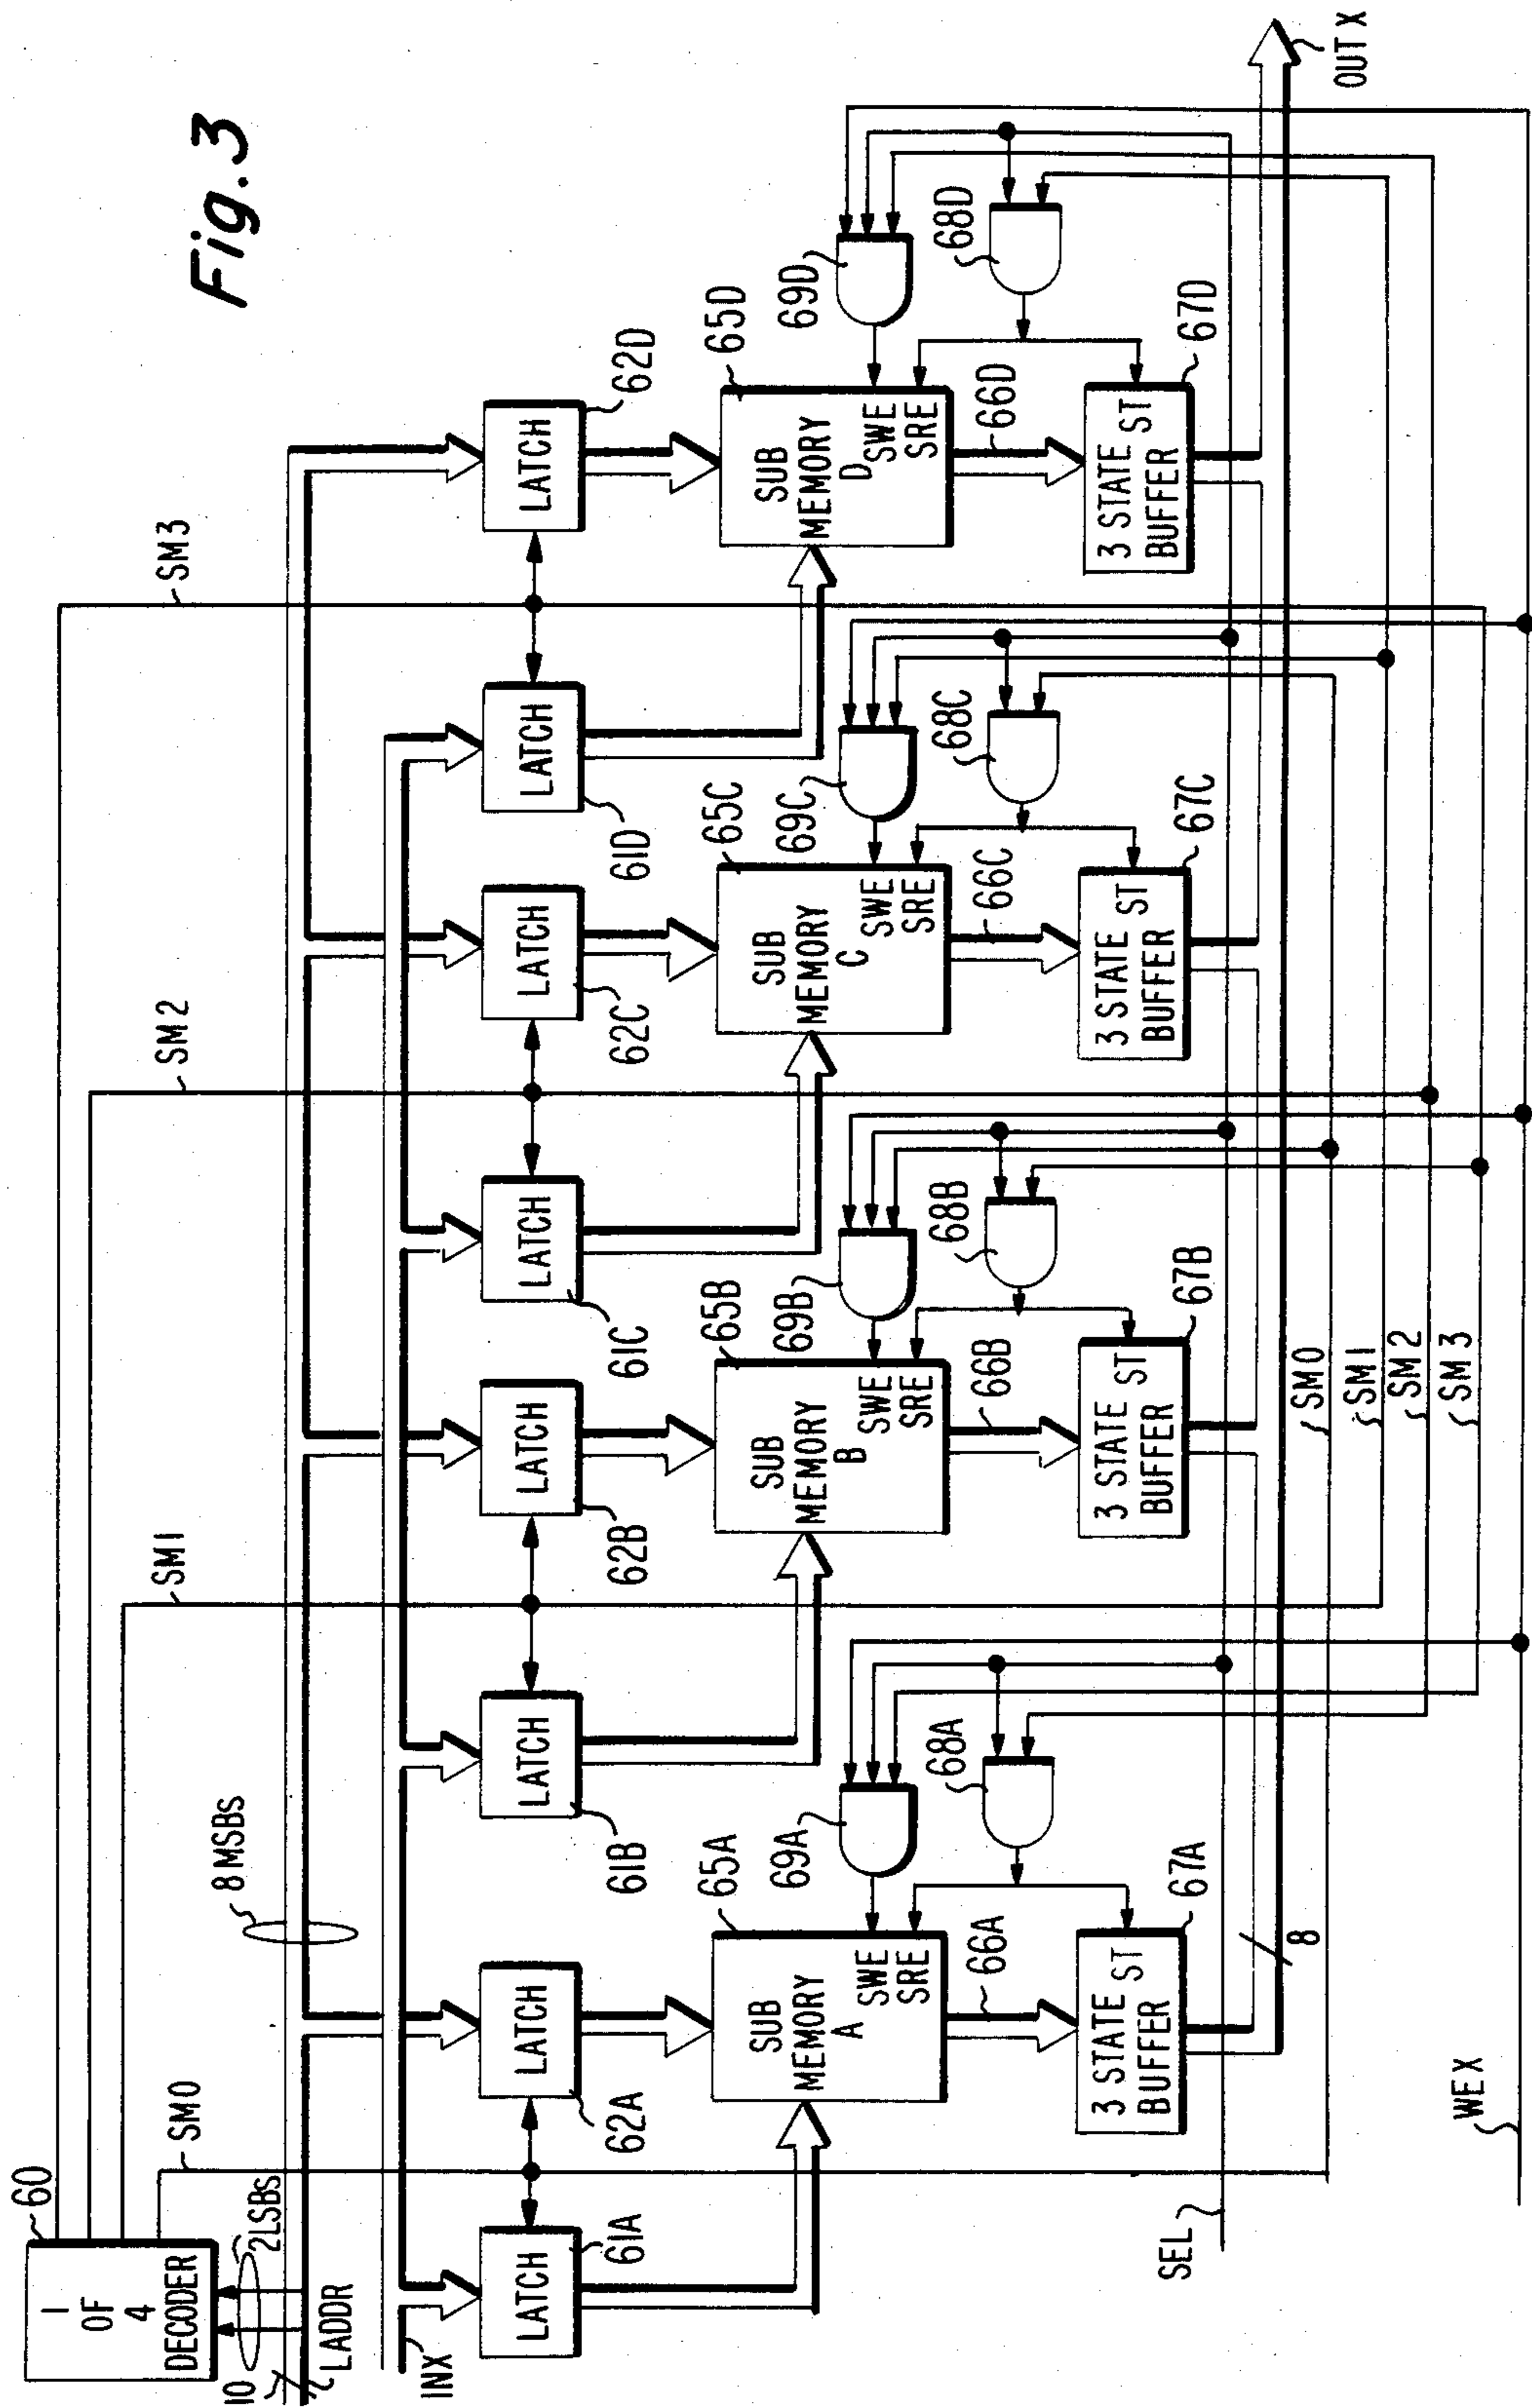 Fig. 3
60
1
OF
4
DECODER
2LSBs
10
LADDR
INX
SM0
SM1
SM2
SM3
8 MSBs
LATCH
61A
LATCH
62A
LATCH
61B
LATCH
62B
LATCH
61C
LATCH
62C
LATCH
61D
LATCH
62D
SUB
MEMORY
A
SWE
SRE
65A
69A
68A
66A
SUB
MEMORY
B
SWE
SRE
65B
69B
68B
66B
SUB
MEMORY
C
SWE
SRE
65C
69C
68C
66C
SUB
MEMORY
D
SWE
SRE
65D
69D
68D
66D
3 STATE
BUFFER
ST
67A
3 STATE
BUFFER
ST
67B
3 STATE
BUFFER
ST
67C
3 STATE
BUFFER
ST
67D
SEL
8
SM0
SM1
SM2
SM3
WEX
OUT X